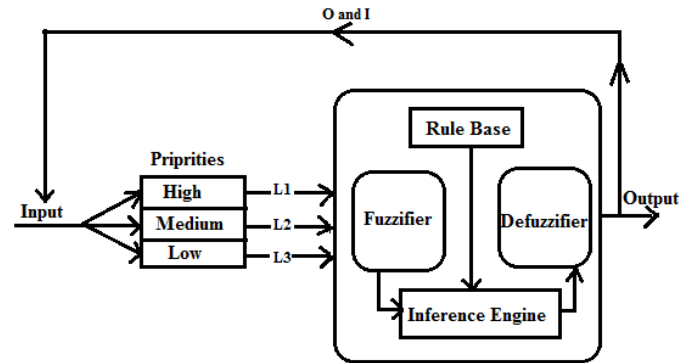 O and I
Priprities
Input
High
Medium
Low
L1
L2
L3
Rule Base
Fuzzifier
Defuzzifier
Inference Engine
Output